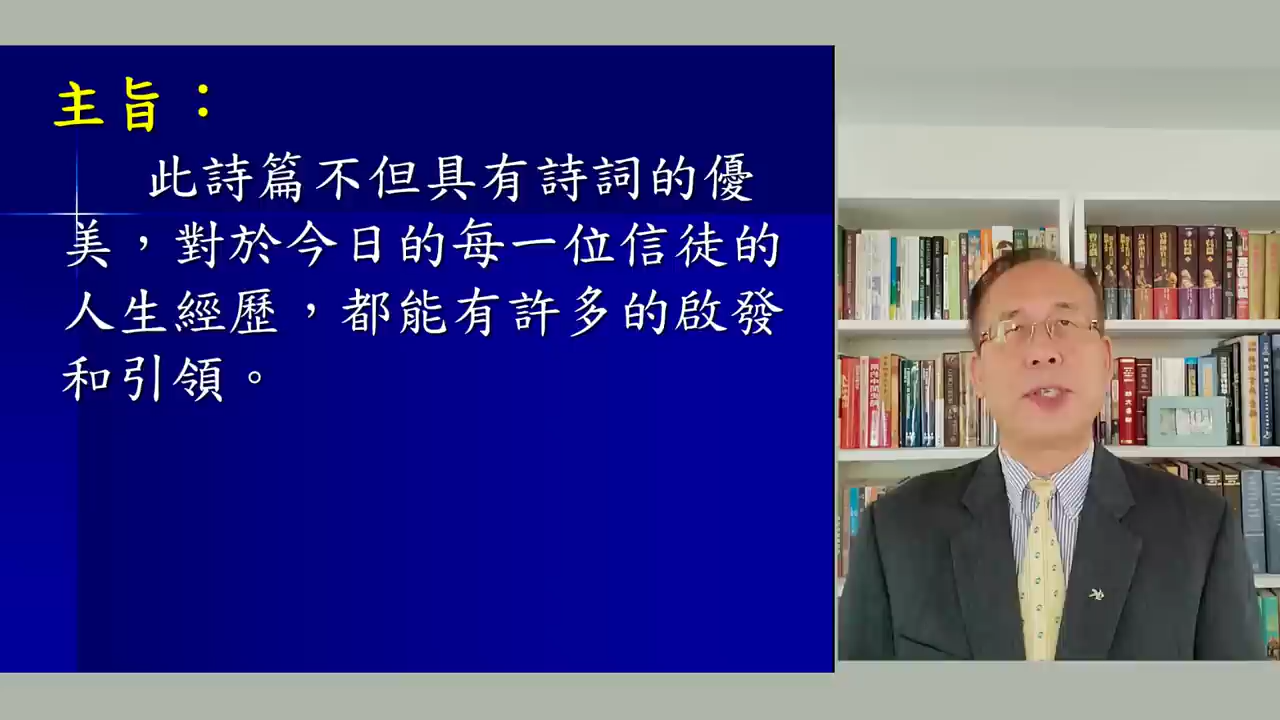 主旨：
此詩篇不但具有詩詞的優
美，對於今日的每一位信徒的
人生經歷，都能有許多的啟發
和引領。